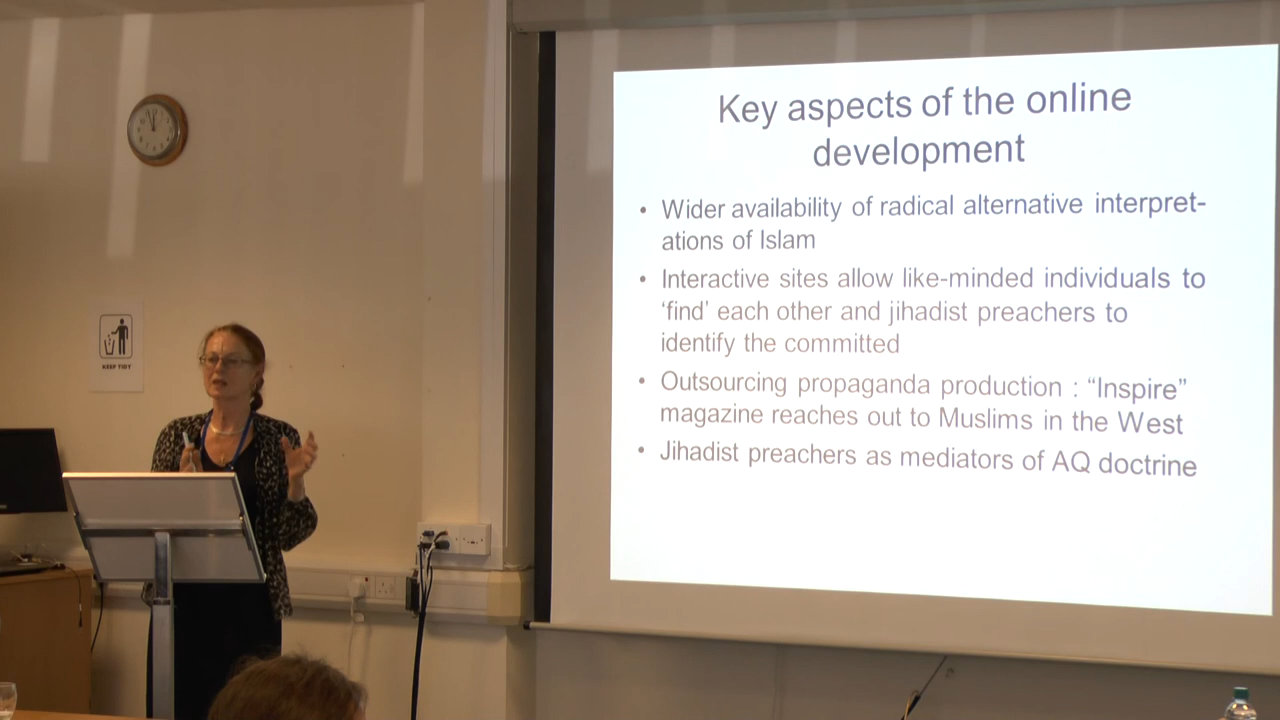 Key aspects of the online
development
• Wider availability of radical alternative interpret-
ations of Islam
• Interactive sites allow like-minded individuals to
‘find’ each other and jihadist preachers to
identify the committed
• Outsourcing propaganda production : “Inspire”
magazine reaches out to Muslims in the West
• Jihadist preachers as mediators of AQ doctrine
KEEP TIDY